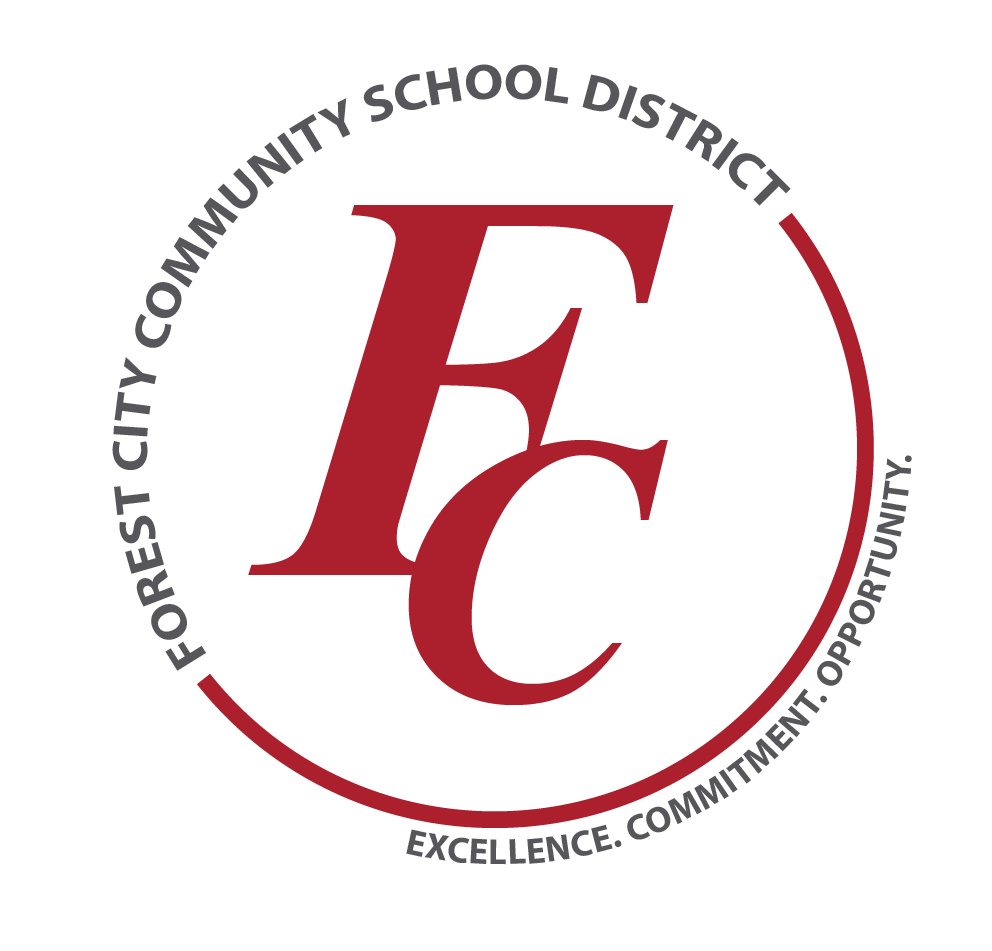 FOREST CITY COMMUNITY SCHOOL DISTRICT
FC
EXCELLENCE. COMMITMENT. OPPORTUNITY.